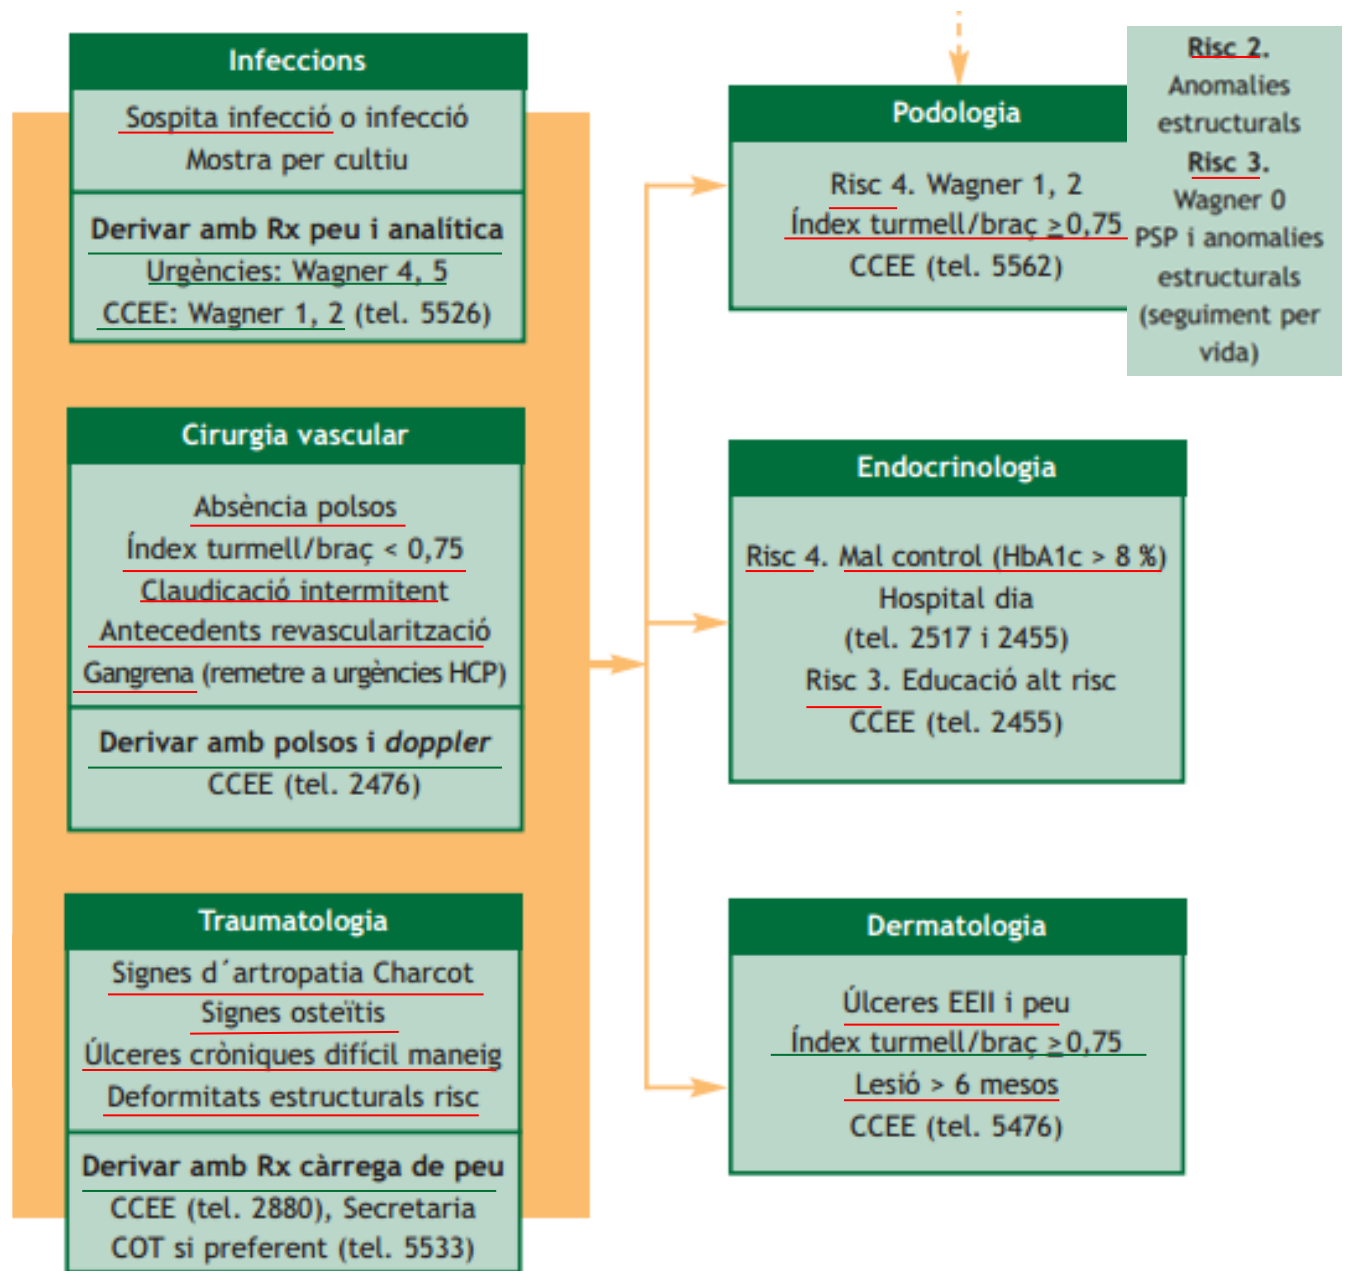 Infeccions
Sospita infecció o infecció
Mostra per cultiu
Derivar amb Rx peu i analítica
Urgències: Wagner 4, 5
CCEE: Wagner 1, 2 (tel. 5526)
Cirurgia vascular
Absència polsos
Índex turmell/braç < 0,75
Claudicació intermitent
Antecedents revascularització
Gangrena (remetre a urgències HCP)
Derivar amb polsos i doppler
CCEE (tel. 2476)
Traumatologia
Signes d´artropatia Charcot
Signes osteïtis
Úlceres cròniques difícil maneig
Deformitats estructurals risc
Derivar amb Rx càrrega de peu
CCEE (tel. 2880), Secretaria
COT si preferent (tel. 5533)
Podologia
Risc 4. Wagner 1, 2
Índex turmell/braç ≥0,75
CCEE (tel. 5562)
Risc 2.
Anomalies
estructurals
Risc 3.
Wagner 0
PSP i anomalies
estructurals
(seguiment per
vida)
Endocrinologia
Risc 4. Mal control (HbA1c > 8 %)
Hospital dia
(tel. 2517 i 2455)
Risc 3. Educació alt risc
CCEE (tel. 2455)
Dermatologia
Úlceres EEII i peu
Índex turmell/braç ≥0,75
Lesió > 6 mesos
CCEE (tel. 5476)